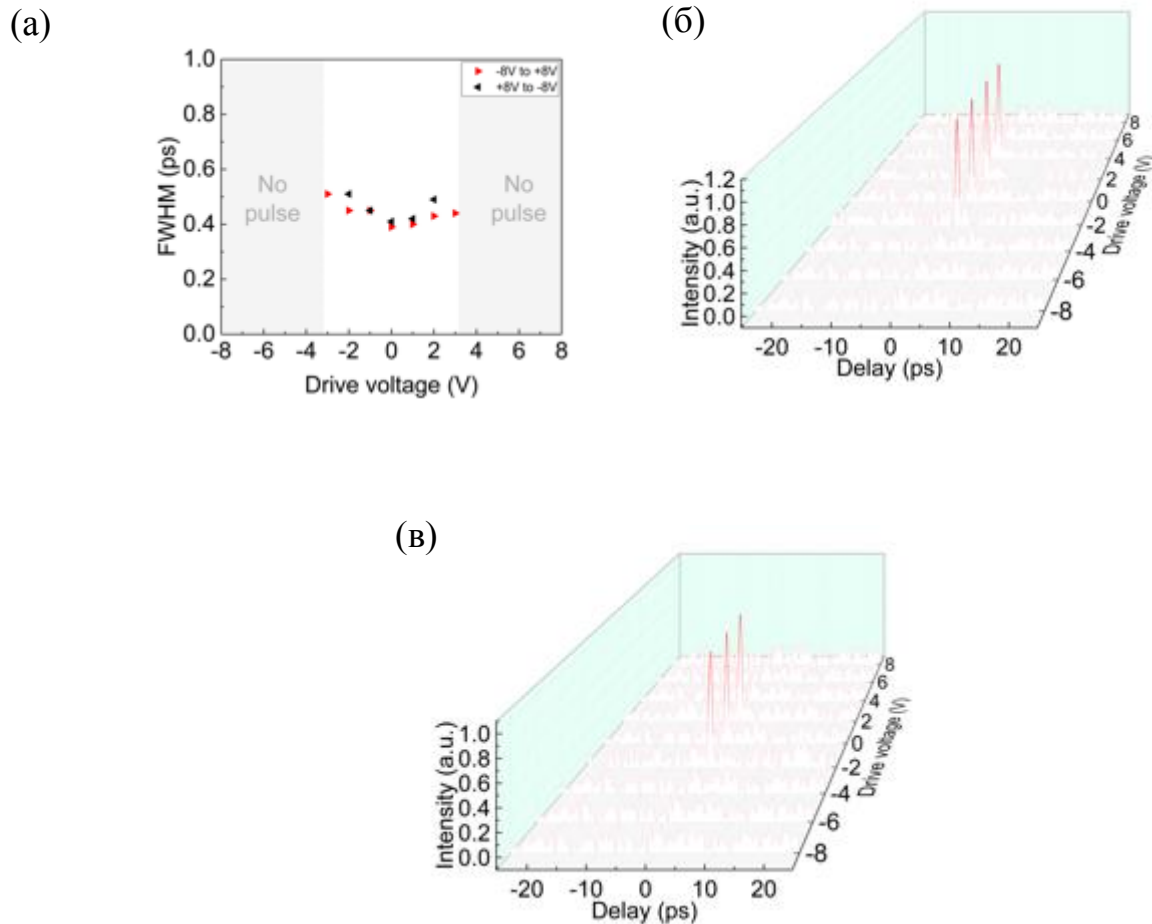 (а)
1.0
0.8
0.6
0.4
0.2
0.0
FWHM (ps)
-8V to +8V
+8V to -8V
No
pulse
No
pulse
-8 -6 -4 -2 0 2 4 6 8
Drive voltage (V)
(б)
1.2
1.0
0.8
0.6
0.4
0.2
0.0
Intensity (a.u.)
-20 -10 0 10 20
Delay (ps)
8
6
4
2
0
-2
-4
-6
-8
Drive voltage (V)
(в)
1.0
0.8
0.6
0.4
0.2
0.0
Intensity (a.u.)
-20 -10 0 10 20
Delay (ps)
8
6
4
2
0
-2
-4
-6
-8
Drive voltage (V)